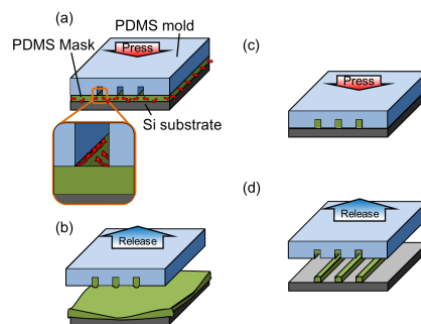 (a)
PDMS mold
PDMS Mask
Press
Si substrate
(b)
Release
(c)
Press
(d)
Release